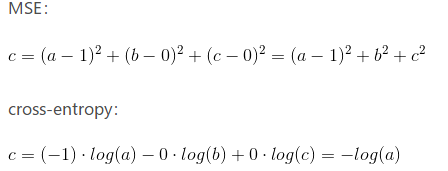 MSE:
c = (a − 1)² + (b − 0)² + (c − 0)² = (a − 1)² + b² + c²
cross-entropy:
c = (−1) · log(a) − 0 · log(b) + 0 · log(c) = −log(a)